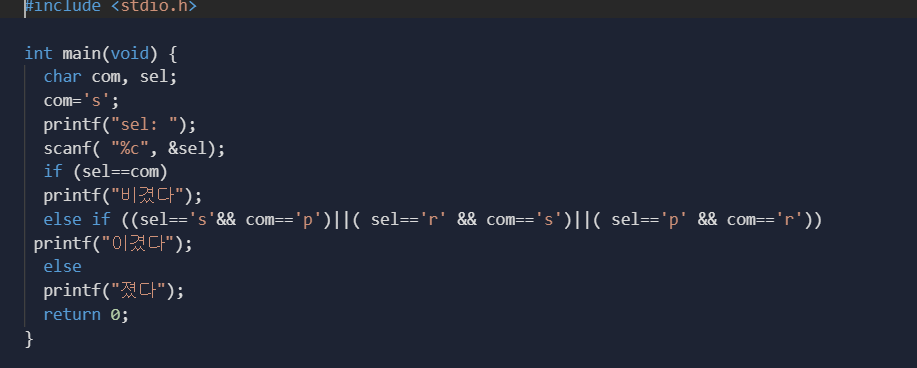 #include <stdio.h>
int main(void) {
char com, sel;
com='s';
printf("sel: ");
scanf( "%c", &sel);
if (sel==com)
printf("비겼다");
else if ((sel=='s'&& com=='p')||( sel=='r' && com=='s')||( sel=='p' && com=='r'))
printf("이겼다");
else
printf("졌다");
return 0;
}